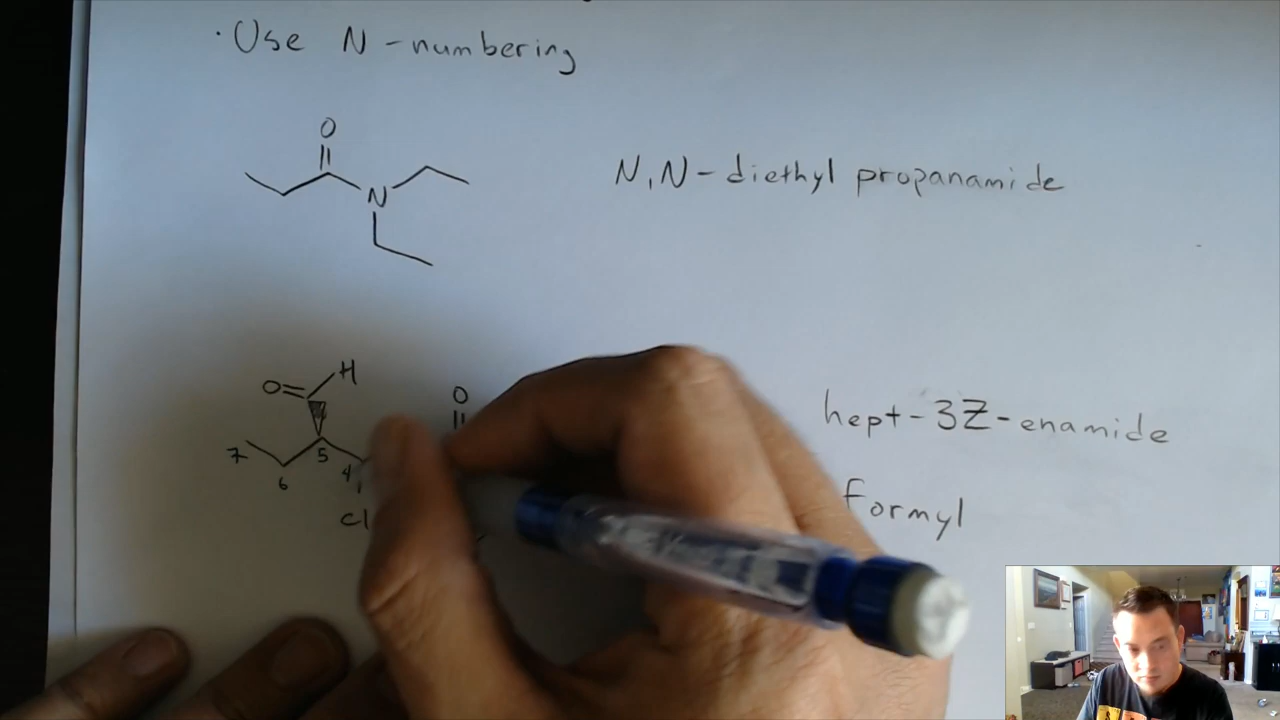 · Use N-numbering
O
N
N,N-diethyl propanamide
O H
O
7 6 5 4
Cl
hept-3Z-enamide
formyl